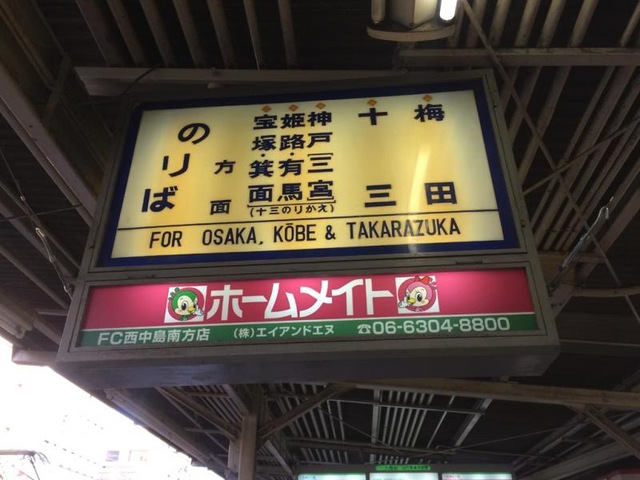 梅田
十三
神戸三宮
姫路・有馬
宝塚・箕面
(十三のりかえ)
方面
のりば
FOR OSAKA, KŌBE & TAKARAZUKA
ホームメイト
FC西中島南方店 (株)エイアンドエヌ ☎06-6304-8800